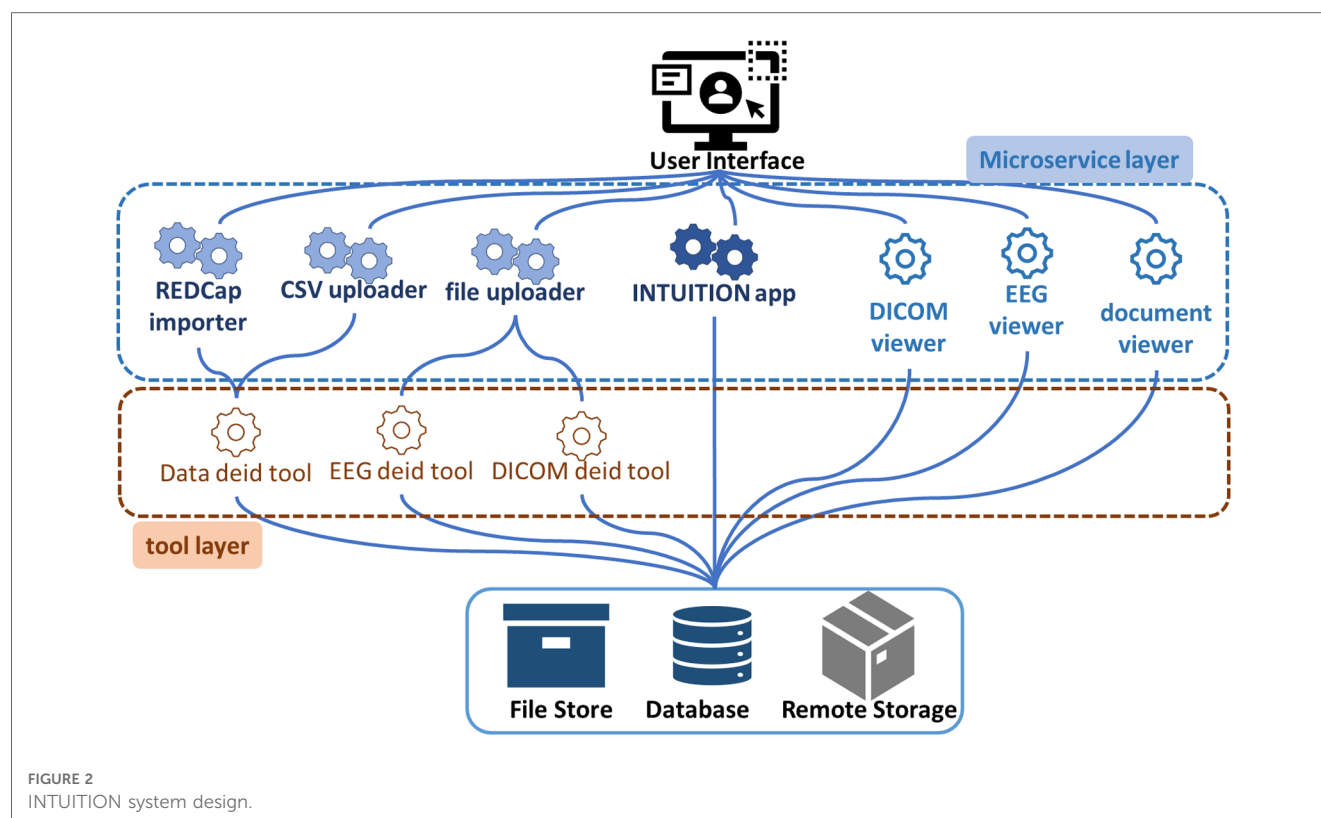 User Interface
Microservice layer
REDCap
importer
CSV uploader
file uploader
INTUITION app
DICOM
viewer
EEG
viewer
document
viewer
Data deid tool
EEG deid tool
DICOM deid tool
tool layer
File Store
Database
Remote Storage
FIGURE 2
INTUITION system design.